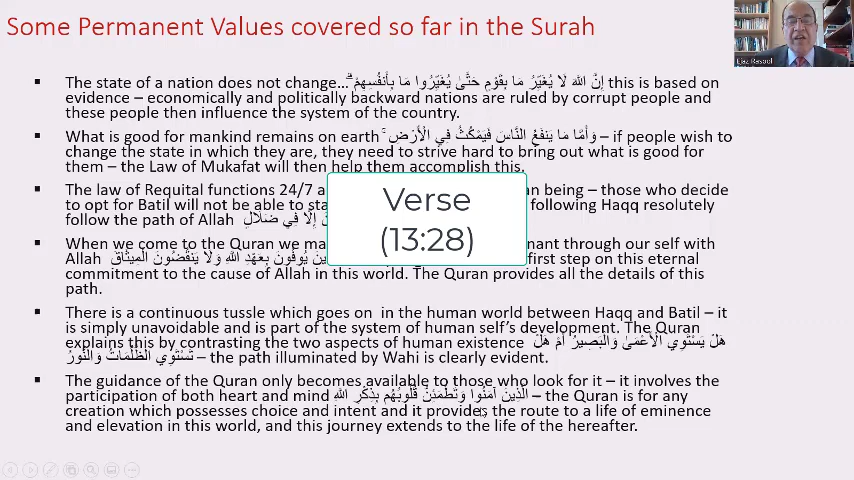 Some Permanent Values covered so far in the Surah
Ejaz Rasool
▪ The state of a nation does not change... إِنَّ اللَّهَ لَا يُغَيِّرُ مَا بِقَوْمٍ حَتَّىٰ يُغَيِّرُوا مَا بِأَنفُسِهِمْ ۗ this is based on
evidence – economically and politically backward nations are ruled by corrupt people and
these people then influence the system of the country.
▪ What is good for mankind remains on earth وَأَمَّا مَا يَنفَعُ النَّاسَ فَيَمْكُثُ فِي الْأَرْضِ ۚ – if people wish to
change the state in which they are, they need to strive hard to bring out what is good for
them – the Law of Mukafat will then help them accomplish this.
▪ The law of Requital functions 24/7 a an being – those who decide
to opt for Batil will not be able to sta following Haqq resolutely
follow the path of Allah نَ إِلَّا فِي ضَلَالٍ
▪ When we come to the Quran we ma nant through our self with
Allah ينَ يُوفُونَ بِعَهْدِ اللَّهِ وَلَا يَنقُضُونَ الْمِيثَاقَ first step on this eternal
commitment to the cause of Allah in this world. The Quran provides all the details of this
path.
Verse
(13:28)
▪ There is a continuous tussle which goes on in the human world between Haqq and Batil – it
is simply unavoidable and is part of the system of human self's development. The Quran
explains this by contrasting the two aspects of human existence هَلْ يَسْتَوِي الْأَعْمَىٰ وَالْبَصِيرُ أَمْ هَلْ
تَسْتَوِي الظُّلُمَاتُ وَالنُّورُ – the path illuminated by Wahi is clearly evident.
▪ The guidance of the Quran only becomes available to those who look for it – it involves the
participation of both heart and mind الَّذِينَ آمَنُوا وَتَطْمَئِنُّ قُلُوبُهُم بِذِكْرِ اللَّهِ – the Quran is for any
creation which possesses choice and intent and it provides the route to a life of eminence
and elevation in this world, and this journey extends to the life of the hereafter.